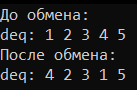 До обмена:
deq: 1 2 3 4 5
После обмена:
deq: 4 2 3 1 5